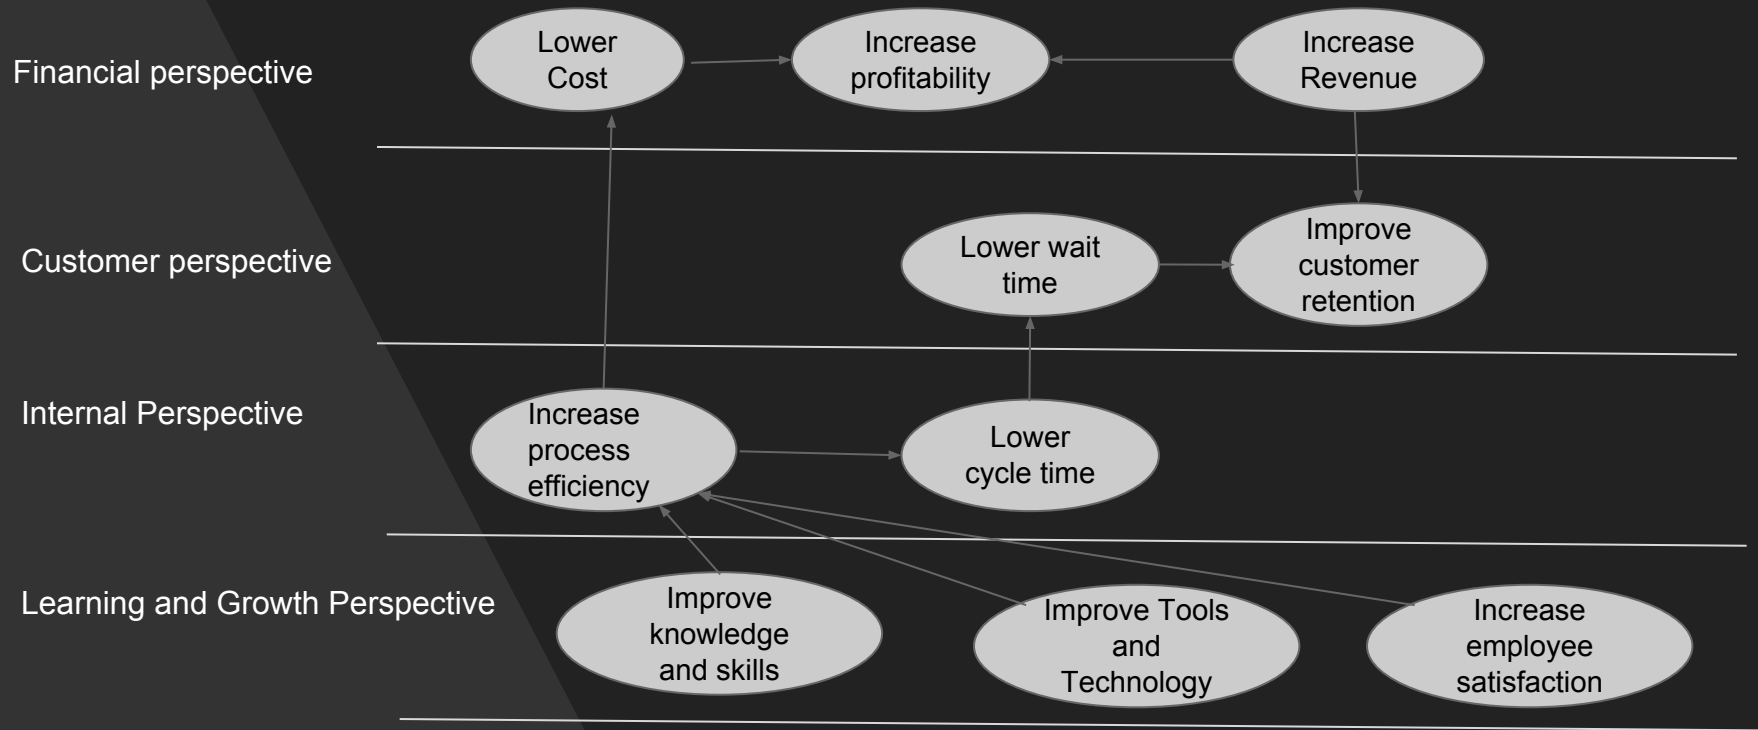 Financial perspective
Lower
Cost
Increase
profitability
Increase
Revenue
Customer perspective
Lower wait
time
Improve
customer
retention
Internal Perspective
Increase
process
efficiency
Lower
cycle time
Learning and Growth Perspective
Improve
knowledge
and skills
Improve Tools
and
Technology
Increase
employee
satisfaction